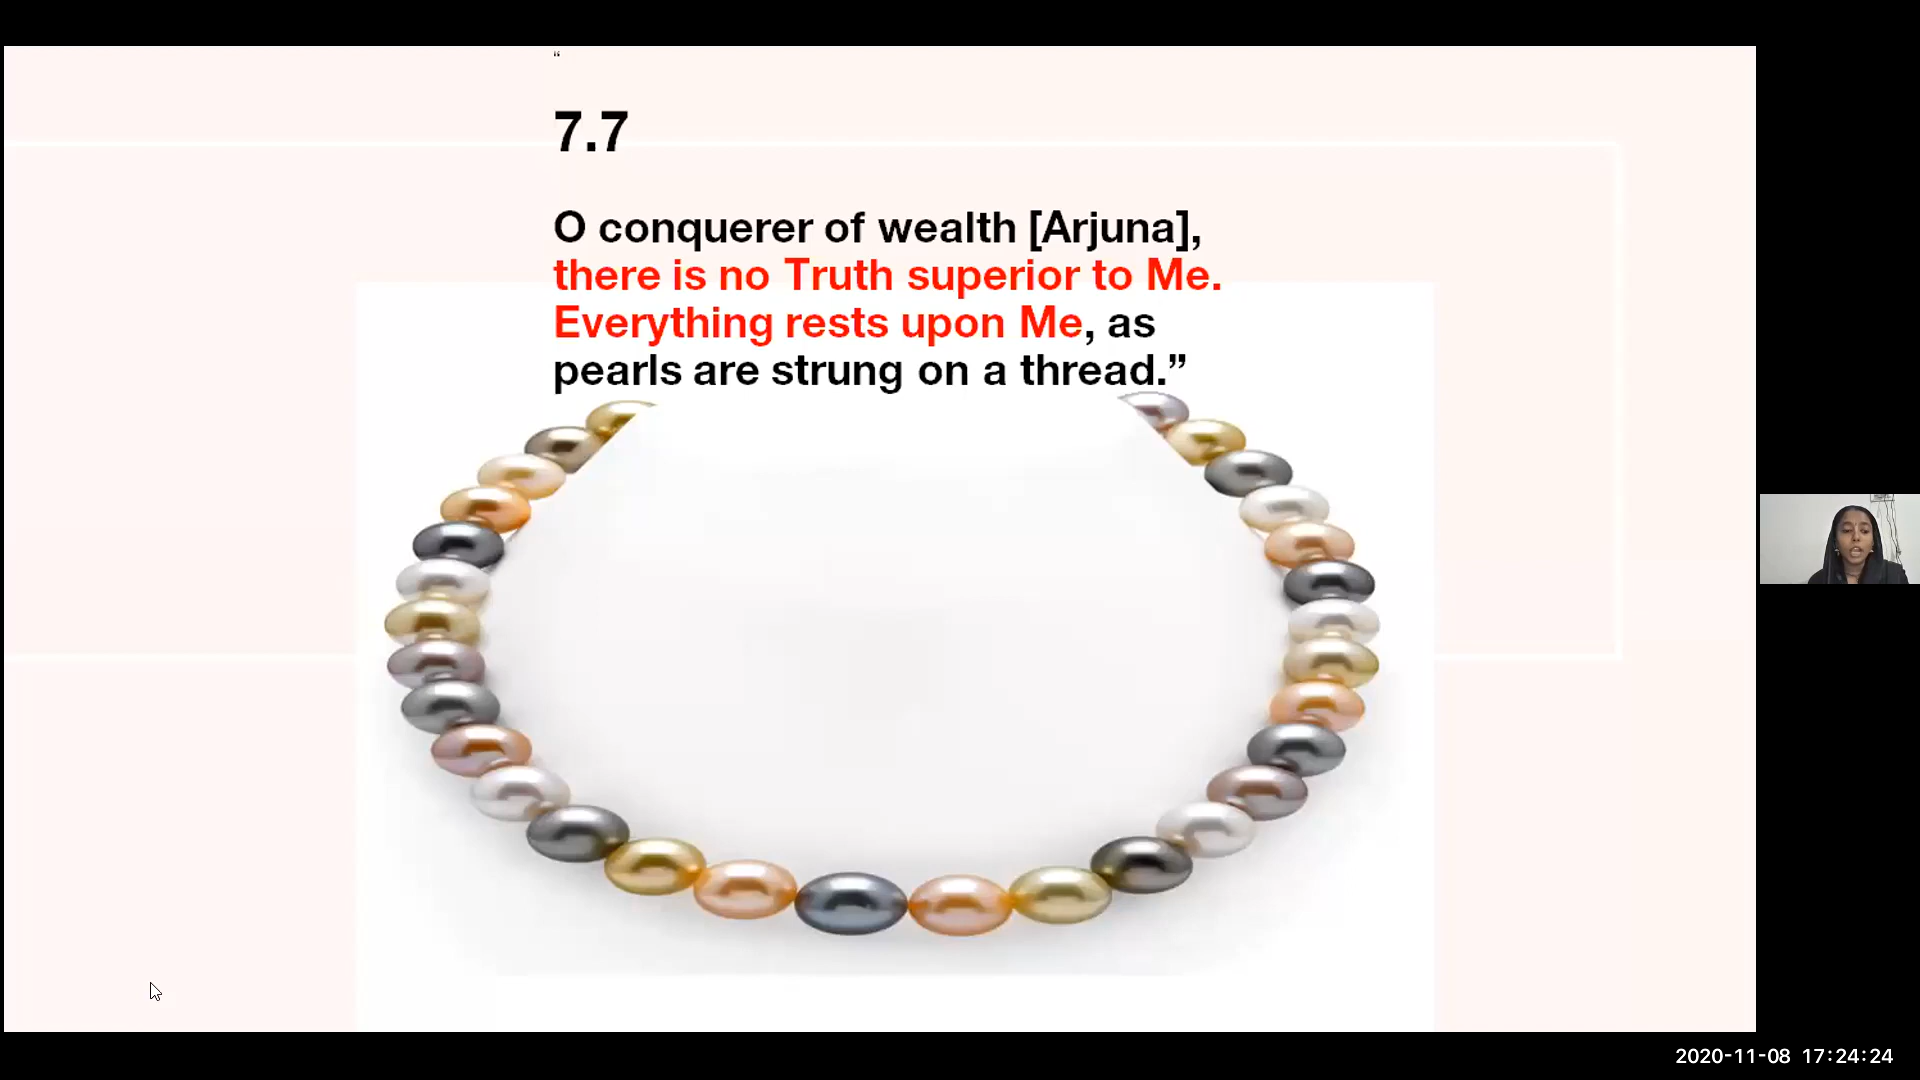 “
7.7
O conquerer of wealth [Arjuna],
there is no Truth superior to Me.
Everything rests upon Me, as
pearls are strung on a thread.”
2020-11-08 17:24:24